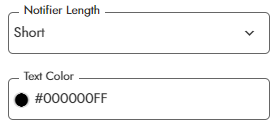 Notifier Length
Short
Text Color
#000000FF